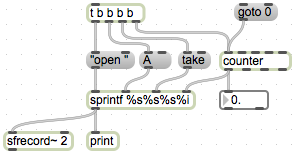 t b b b b
goto 0
"open "
A
take
counter
sprintf %s%s%s%i
0.
sfrecord~ 2
print